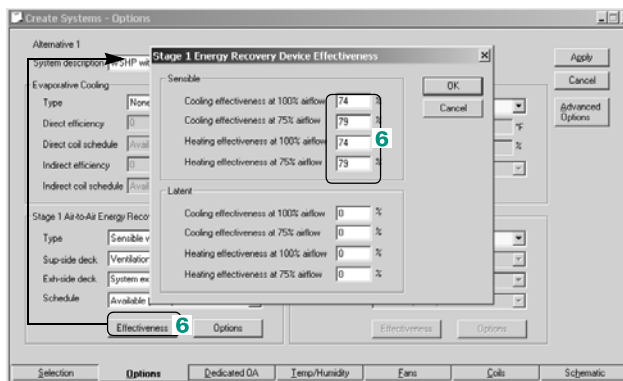 Create Systems - Options
Alternative 1
System description WSHP wit
Evaporative Cooling
Type None
Direct efficiency 0
Direct coil schedule Avail
Indirect efficiency 0
Indirect coil schedule Avail
°F
%
Stage 1 Air-to-Air Energy Recov
Type Sensible w
Sup-side deck Ventilation
Exh-side deck System ex
Schedule Available
Effectiveness 6 Options
Effectiveness Options
Apply
Cancel
Advanced Options
Stage 1 Energy Recovery Device Effectiveness
Sensible
Cooling effectiveness at 100% airflow 74 %
Cooling effectiveness at 75% airflow 79 %
Heating effectiveness at 100% airflow 74 6
Heating effectiveness at 75% airflow 79 %
Latent
Cooling effectiveness at 100% airflow 0 %
Cooling effectiveness at 75% airflow 0 %
Heating effectiveness at 100% airflow 0 %
Heating effectiveness at 75% airflow 0 %
OK
Cancel
Selection Options Dedicated OA Temp/Humidity Fans Coils Schematic